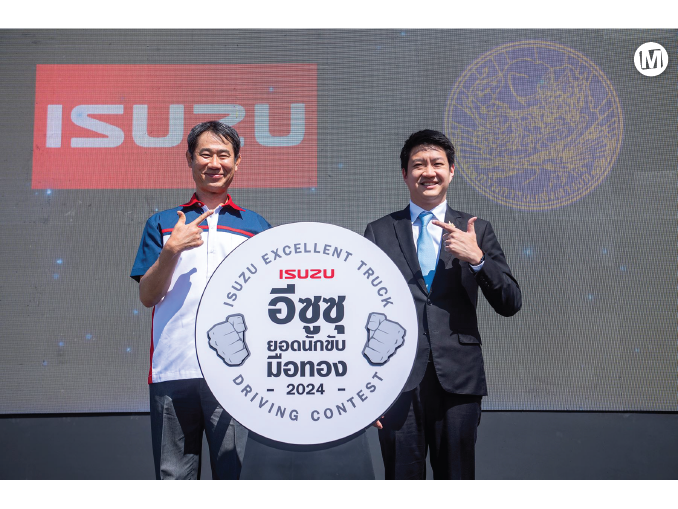 M
ISUZU
ISUZU EXCELLENT TRUCK
ISUZU
อีซูซุ
ยอดนักขับ
มือทอง
- 2024 -
DRIVING CONTEST